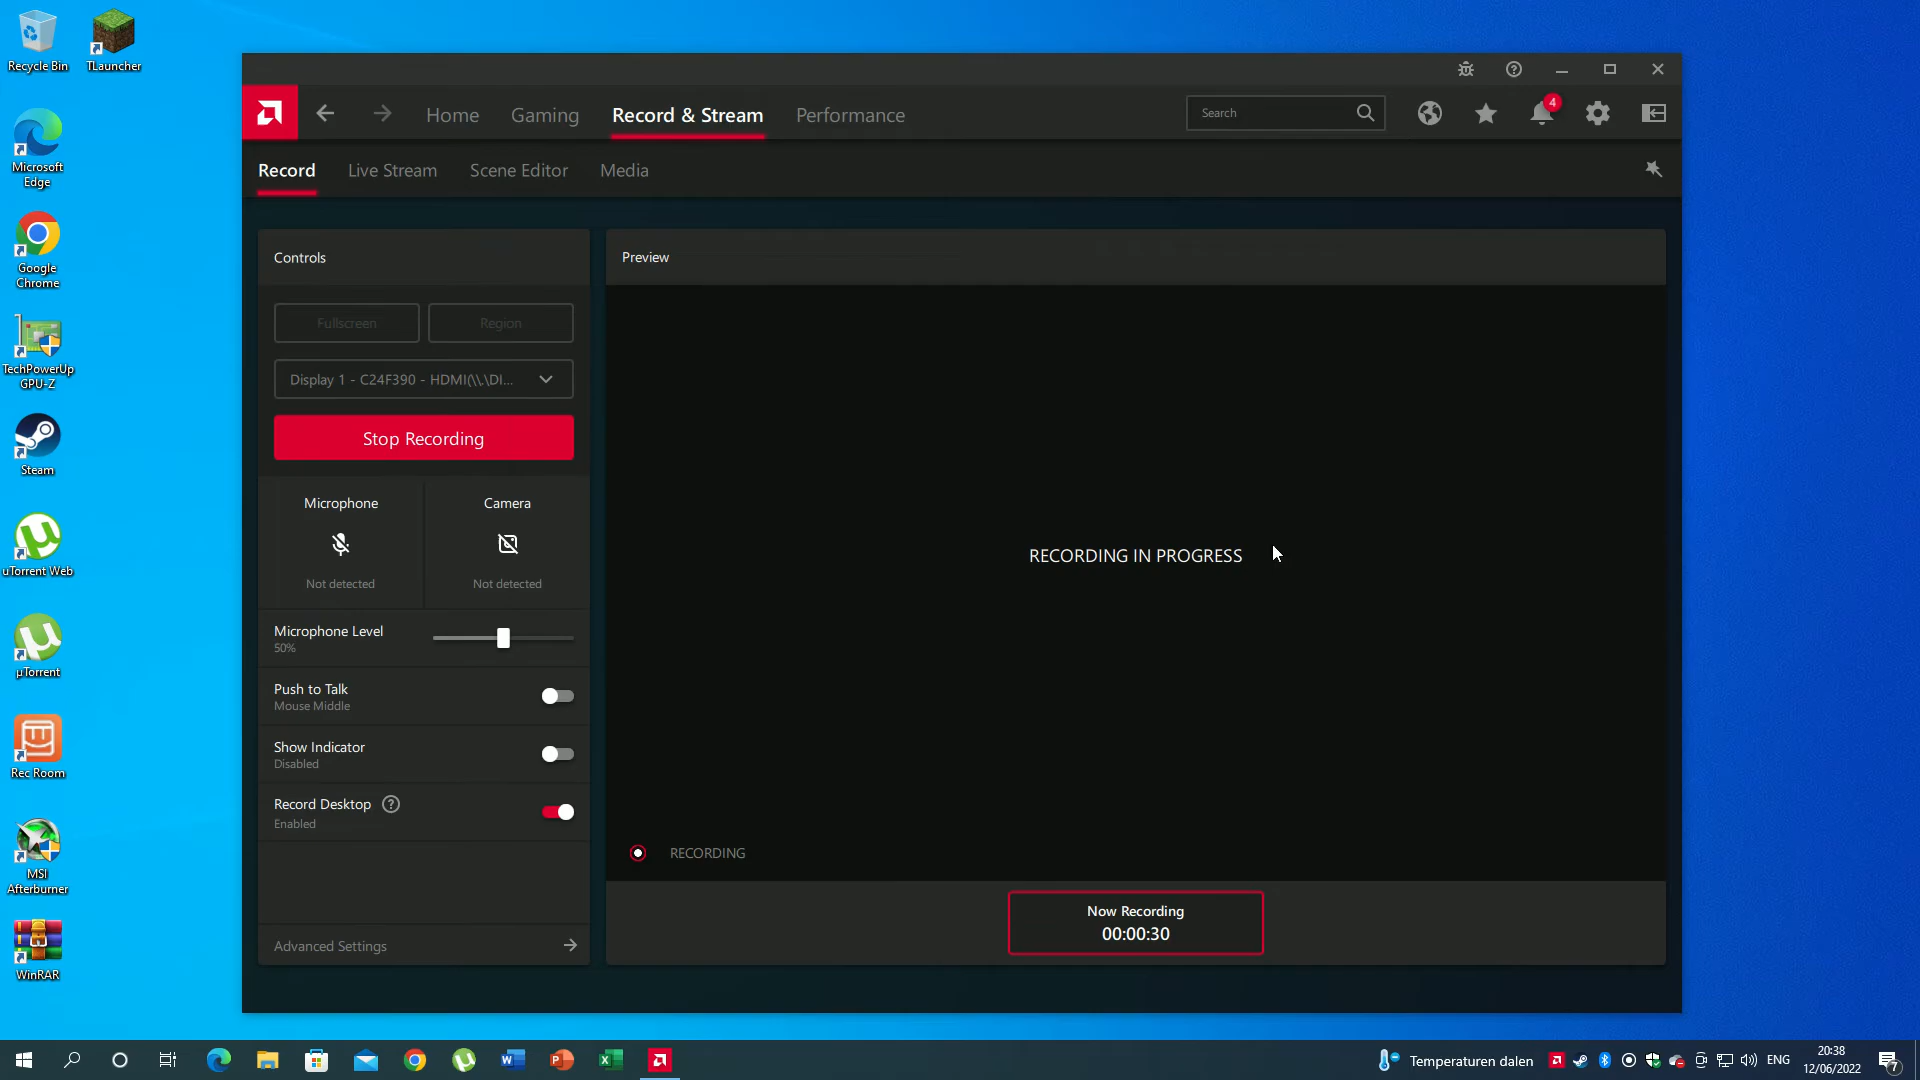 Recycle Bin
TLauncher
Microsoft
Edge
Google
Chrome
TechPowerUp
GPU-Z
Steam
uTorrent Web
µTorrent
Rec Room
MSI
Afterburner
WinRAR
Home
Gaming
Record & Stream
Performance
Search
4
Record
Live Stream
Scene Editor
Media
Controls
Fullscreen
Region
Display 1 - C24F390 - HDMI(\\.\DI...
Stop Recording
Microphone
Camera
Not detected
Not detected
Microphone Level
50%
Push to Talk
Mouse Middle
Show Indicator
Disabled
Record Desktop
Enabled
Advanced Settings
Preview
RECORDING IN PROGRESS
RECORDING
Now Recording
00:00:30
Temperaturen dalen
ENG
20:38
12/06/2022
7